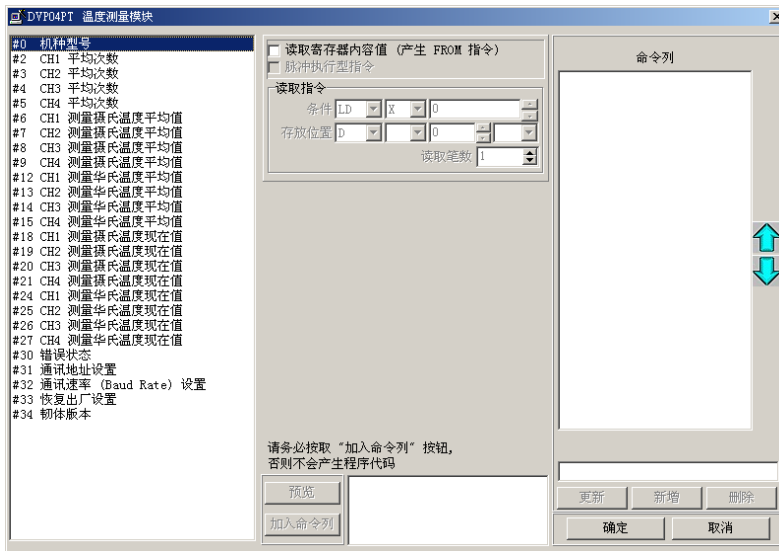 DVP04PT 温度测量模块
#0 机种型号
#2 CH1 平均次数
#3 CH2 平均次数
#4 CH3 平均次数
#5 CH4 平均次数
#6 CH1 测量摄氏温度平均值
#7 CH2 测量摄氏温度平均值
#8 CH3 测量摄氏温度平均值
#9 CH4 测量摄氏温度平均值
#12 CH1 测量华氏温度平均值
#13 CH2 测量华氏温度平均值
#14 CH3 测量华氏温度平均值
#15 CH4 测量华氏温度平均值
#18 CH1 测量摄氏温度现在值
#19 CH2 测量摄氏温度现在值
#20 CH3 测量摄氏温度现在值
#21 CH4 测量摄氏温度现在值
#24 CH1 测量华氏温度现在值
#25 CH2 测量华氏温度现在值
#26 CH3 测量华氏温度现在值
#27 CH4 测量华氏温度现在值
#30 错误状态
#31 通讯地址设置
#32 通讯速率 (Baud Rate) 设置
#33 恢复出厂设置
#34 韧体版本
读取寄存器内容值 (产生 FROM 指令)
脉冲执行型指令
读取指令
条件 LD X 0
存放位置 D 0
读取笔数 1
请务必按取 "加入命令列" 按钮,
否则不会产生程序代码
预览
加入命令列
命令列
更新 新增 删除
确定 取消